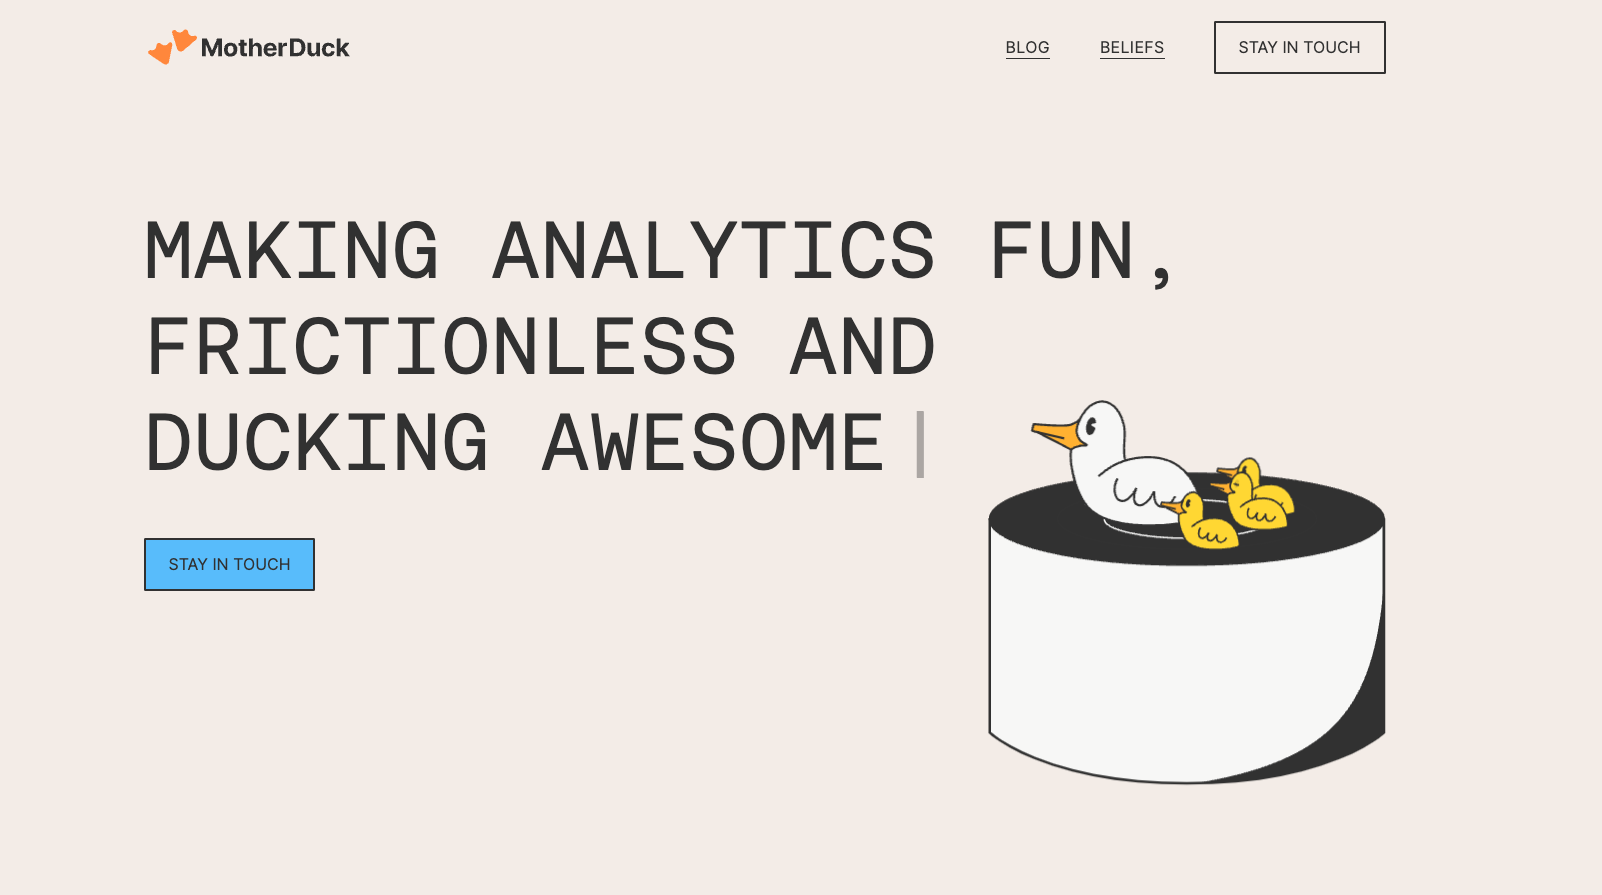 MotherDuck
BLOG
BELIEFS
STAY IN TOUCH
MAKING ANALYTICS FUN,
FRICTIONLESS AND
DUCKING AWESOME
STAY IN TOUCH